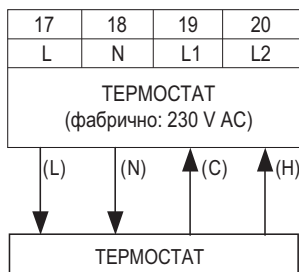 17 18 19 20
L N L1 L2
ТЕРМОСТАТ
(фабрично: 230 V AC)
(L) (N) (C) (H)
ТЕРМОСТАТ